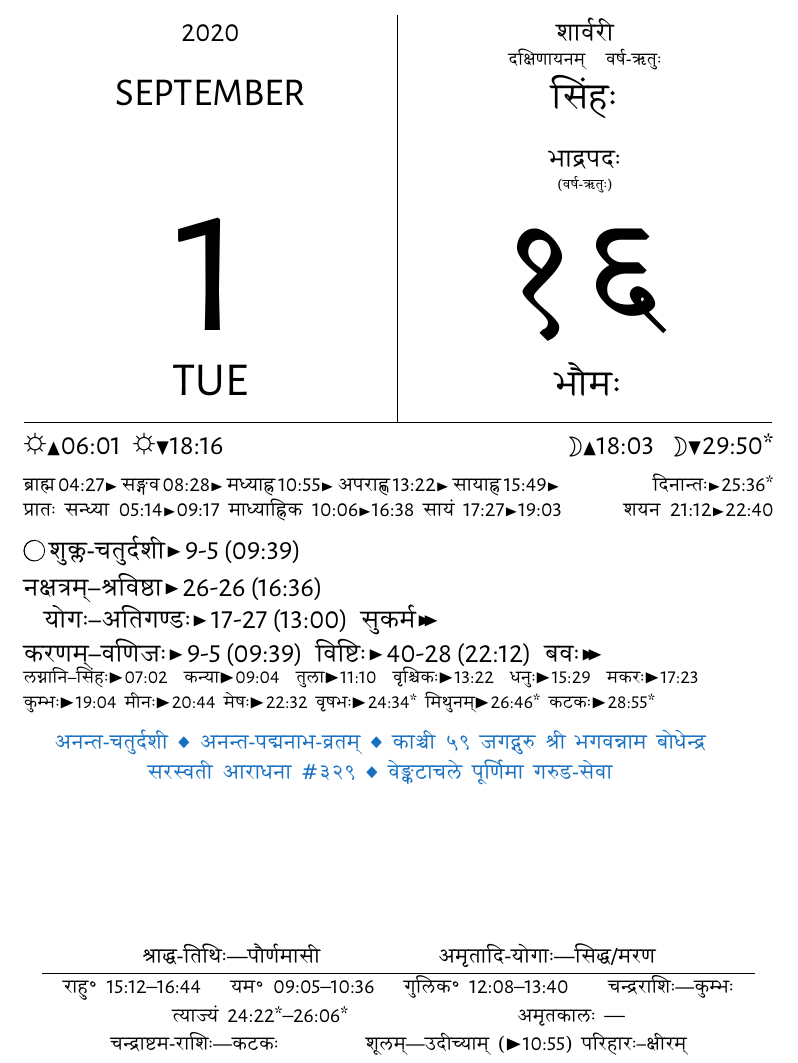 2020
SEPTEMBER
1
TUE
शार्वरी
दक्षिणायनम् वर्ष-ऋतुः
सिंहः
भाद्रपदः
(वर्ष-ऋतुः)
१६
भौमः
☼▲06:01 ☼▼18:16 ☽▲18:03 ☽▼29:50*
ब्राह्म 04:27► सङ्गव 08:28► मध्याह्न 10:55► अपराह्ण 13:22► सायाह्न 15:49► दिनान्तः►25:36*
प्रातः सन्ध्या 05:14►09:17 माध्याह्निक 10:06►16:38 सायं 17:27►19:03 शयन 21:12►22:40
◯ शुक्ल-चतुर्दशी► 9-5 (09:39)
नक्षत्रम्–श्रविष्ठा► 26-26 (16:36)
योगः–अतिगण्डः► 17-27 (13:00) सुकर्म►►
करणम्–वणिजः► 9-5 (09:39) विष्टिः► 40-28 (22:12) बवः►►
लग्नानि–सिंहः►07:02 कन्या►09:04 तुला►11:10 वृश्चिकः►13:22 धनुः►15:29 मकरः►17:23
कुम्भः►19:04 मीनः►20:44 मेषः►22:32 वृषभः►24:34* मिथुनम्►26:46* कटकः►28:55*
अनन्त-चतुर्दशी ◆ अनन्त-पद्मनाभ-व्रतम् ◆ काञ्ची ५९ जगद्गुरु श्री भगवन्नाम बोधेन्द्र
सरस्वती आराधना #३२९ ◆ वेङ्कटाचले पूर्णिमा गरुड-सेवा
श्राद्ध-तिथिः—पौर्णमासी अमृतादि-योगाः—सिद्ध/मरण
राहु॰ 15:12–16:44 यम॰ 09:05–10:36 गुलिक॰ 12:08–13:40 चन्द्रराशिः—कुम्भः
त्याज्यं 24:22*–26:06* अमृतकालः —
चन्द्राष्टम-राशिः—कटकः शूलम्—उदीच्याम् (►10:55) परिहारः–क्षीरम्